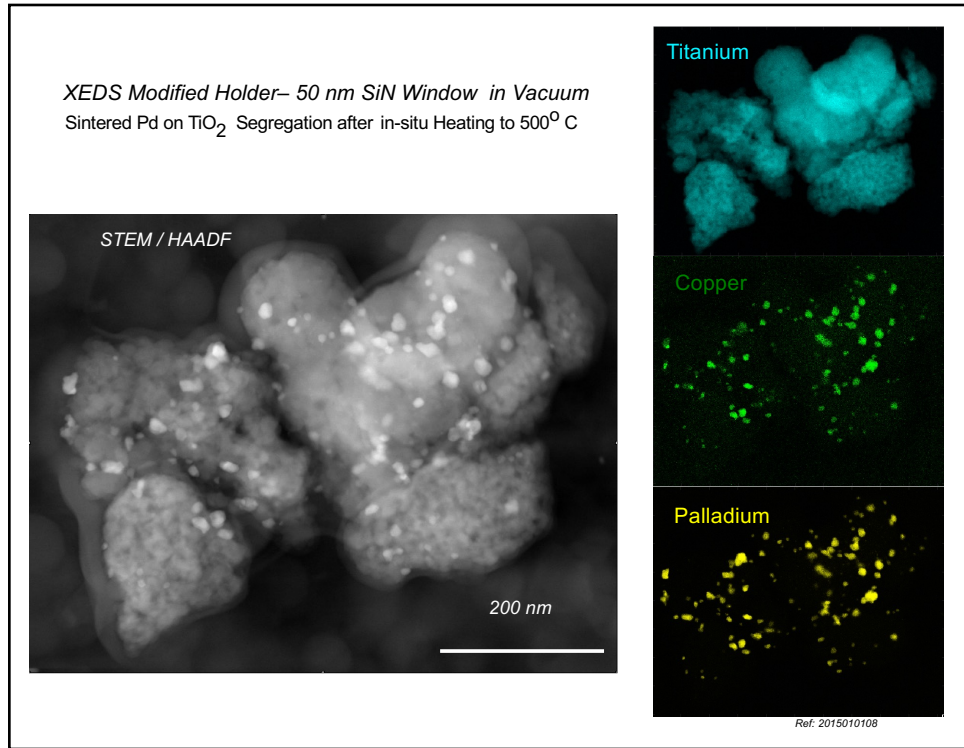 XEDS Modified Holder– 50 nm SiN Window in Vacuum
Sintered Pd on TiO2 Segregation after in-situ Heating to 500O C
STEM / HAADF
200 nm
Titanium
Copper
Palladium
Ref: 2015010108